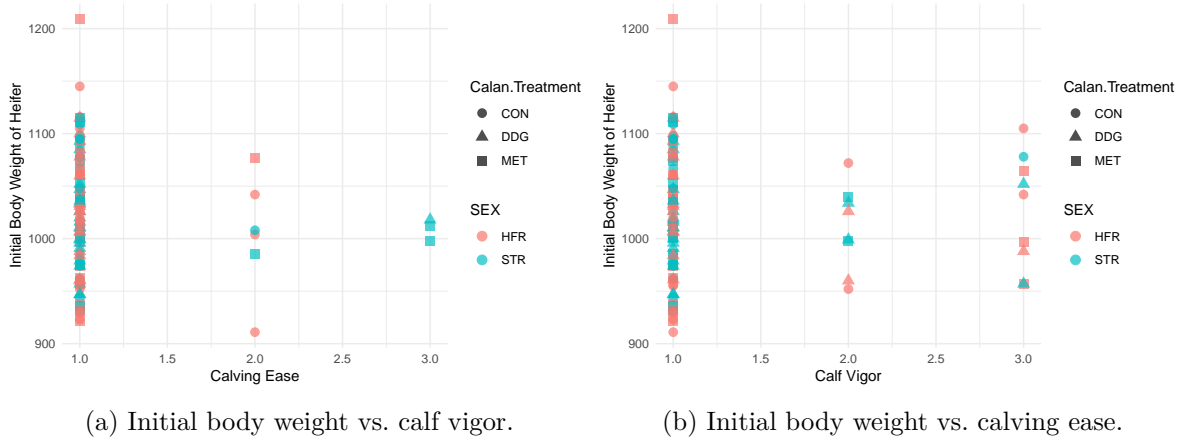 1200
1100
1000
900
Initial Body Weight of Heifer
1.0 1.5 2.0 2.5 3.0
Calving Ease
Calan.Treatment
CON
DDG
MET
SEX
HFR
STR
(a) Initial body weight vs. calf vigor.
1200
1100
1000
900
Initial Body Weight of Heifer
1.0 1.5 2.0 2.5 3.0
Calf Vigor
Calan.Treatment
CON
DDG
MET
SEX
HFR
STR
(b) Initial body weight vs. calving ease.